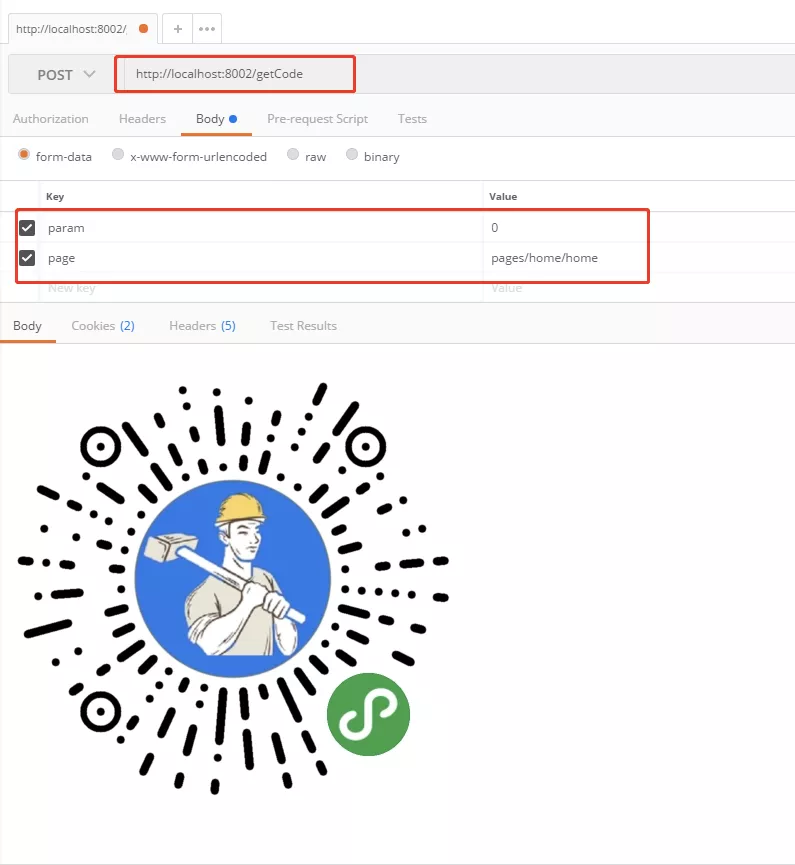 http://localhost:8002/
POST
http://localhost:8002/getCode
Authorization Headers Body Pre-request Script Tests
form-data x-www-form-urlencoded raw binary
Key Value
param 0
page pages/home/home
New key Value
Body Cookies (2) Headers (5) Test Results